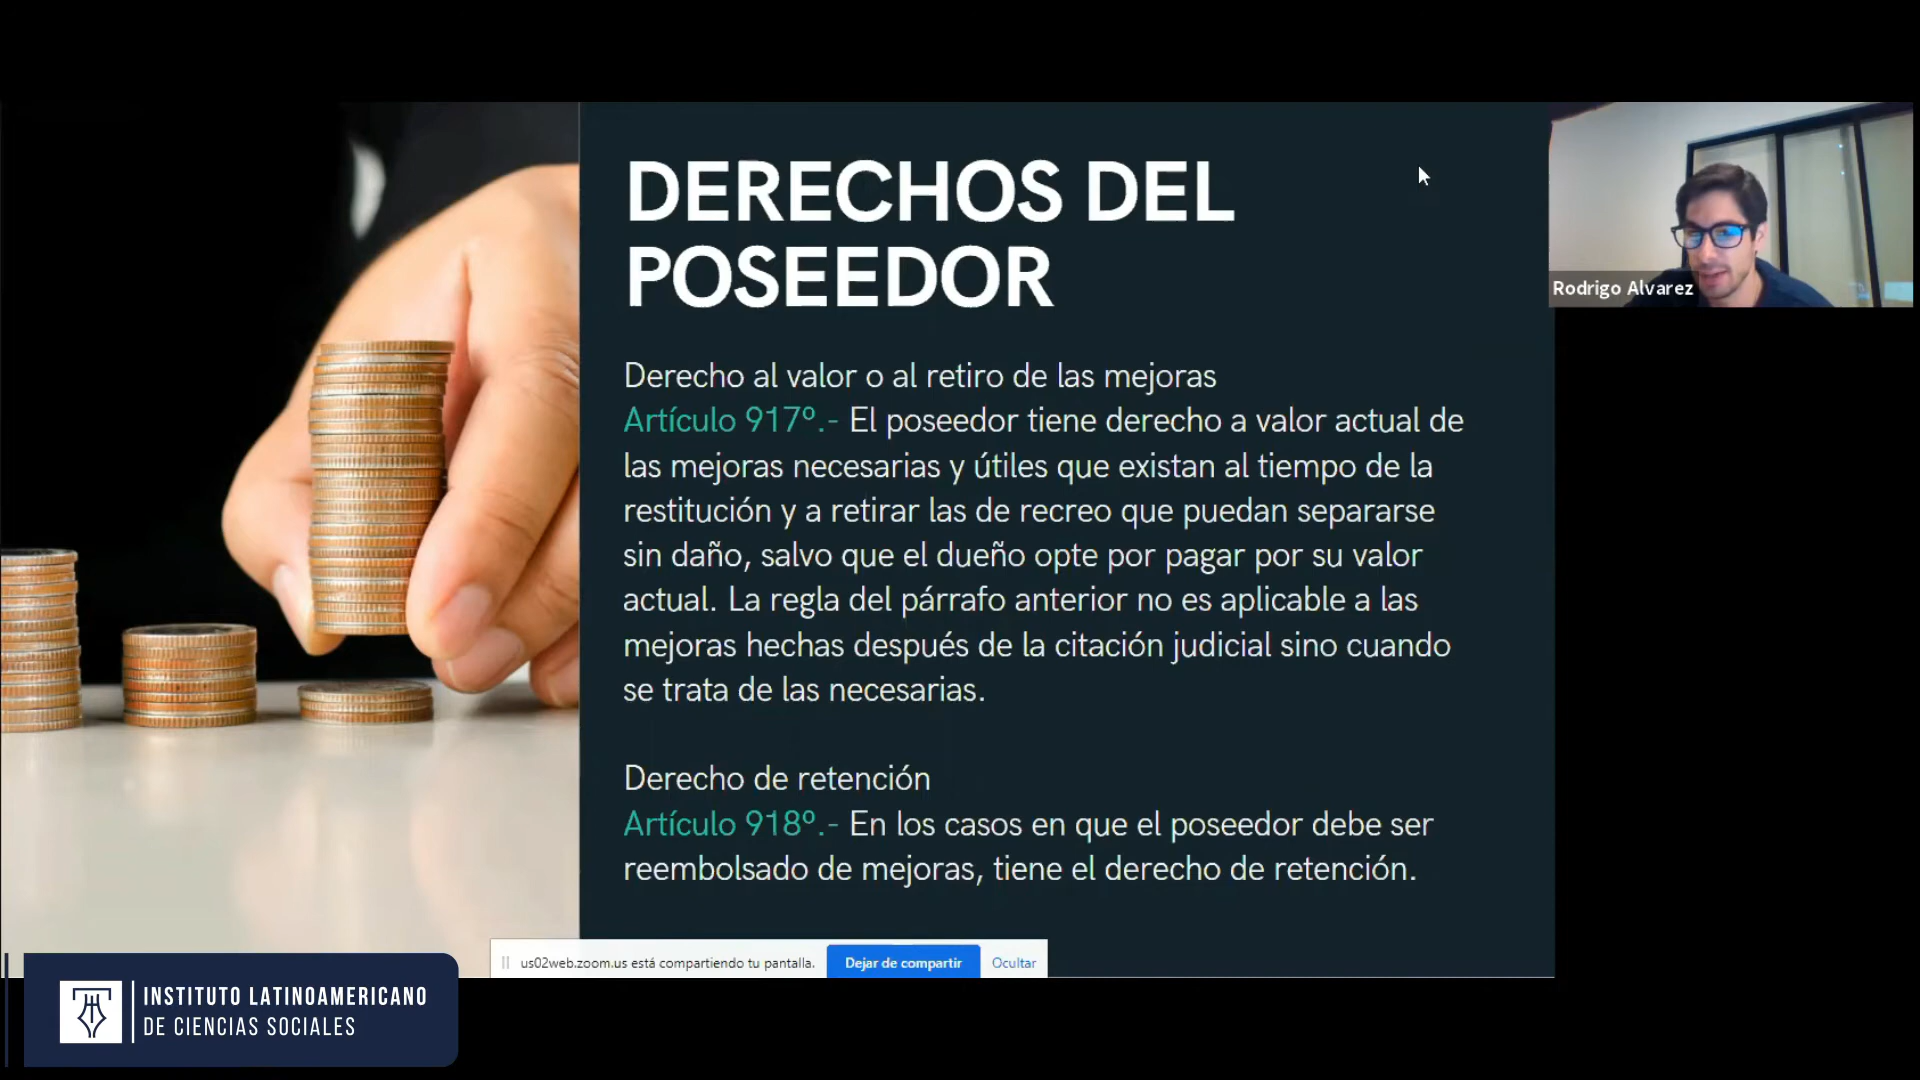 DERECHOS DEL
POSEEDOR
Derecho al valor o al retiro de las mejoras
Artículo 917º.- El poseedor tiene derecho a valor actual de
las mejoras necesarias y útiles que existan al tiempo de la
restitución y a retirar las de recreo que puedan separarse
sin daño, salvo que el dueño opte por pagar por su valor
actual. La regla del párrafo anterior no es aplicable a las
mejoras hechas después de la citación judicial sino cuando
se trata de las necesarias.
Derecho de retención
Artículo 918º.- En los casos en que el poseedor debe ser
reembolsado de mejoras, tiene el derecho de retención.
Rodrigo Alvarez
us02web.zoom.us está compartiendo tu pantalla.
Dejar de compartir
Ocultar
INSTITUTO LATINOAMERICANO
DE CIENCIAS SOCIALES